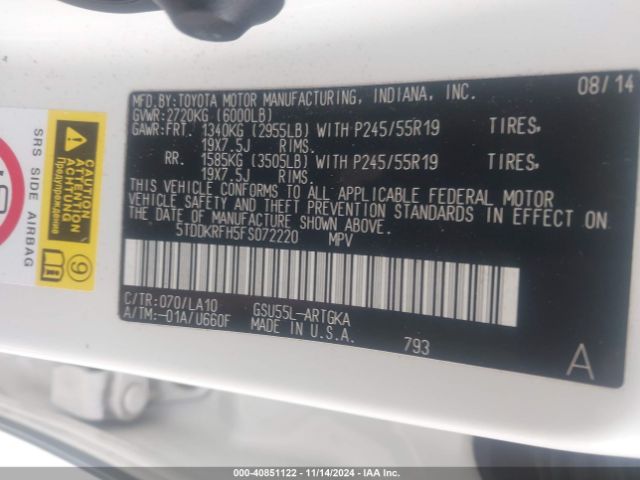 MFD.BY:TOYOTA MOTOR MANUFACTURING, INDIANA, INC. 08/14
GVWR:2720KG (6000LB)
GAWR:FRT. 1340KG (2955LB) WITH P245/55R19 TIRES,
19X7.5J RIMS.
RR. 1585KG (3505LB) WITH P245/55R19 TIRES,
19X7.5J RIMS.
THIS VEHICLE CONFORMS TO ALL APPLICABLE FEDERAL MOTOR
VEHICLE SAFETY AND THEFT PREVENTION STANDARDS IN EFFECT ON
THE DATE OF MANUFACTURE SHOWN ABOVE.
5TDDKRFH5FS072220 MPV
C/TR:070/LA10 GSU55L-ARTGKA
A/TM:-01A/U660F MADE IN U.S.A.
793
A
SRS SIDE AIRBAG
Предупреждение
ACHTUNG
ATTENTION
9
000-40851122 - 11/14/2024 - IAA Inc.